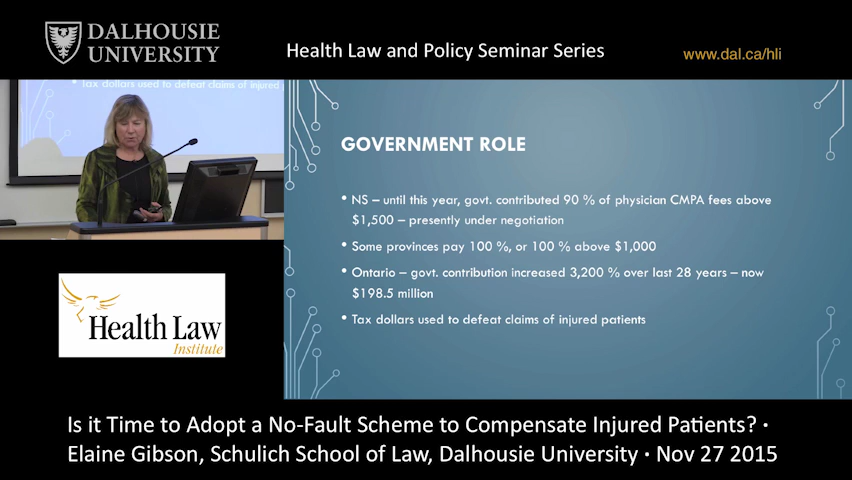 DALHOUSIE
UNIVERSITY
Health Law and Policy Seminar Series
www.dal.ca/hli
• Tax dollars used to defeat claims of injured
GOVERNMENT ROLE
• NS – until this year, govt. contributed 90 % of physician CMPA fees above
$1,500 – presently under negotiation
• Some provinces pay 100 %, or 100 % above $1,000
• Ontario – govt. contribution increased 3,200 % over last 28 years – now
$198.5 million
• Tax dollars used to defeat claims of injured patients
Health Law
Institute
Is it Time to Adopt a No-Fault Scheme to Compensate Injured Patients? ·
Elaine Gibson, Schulich School of Law, Dalhousie University · Nov 27 2015